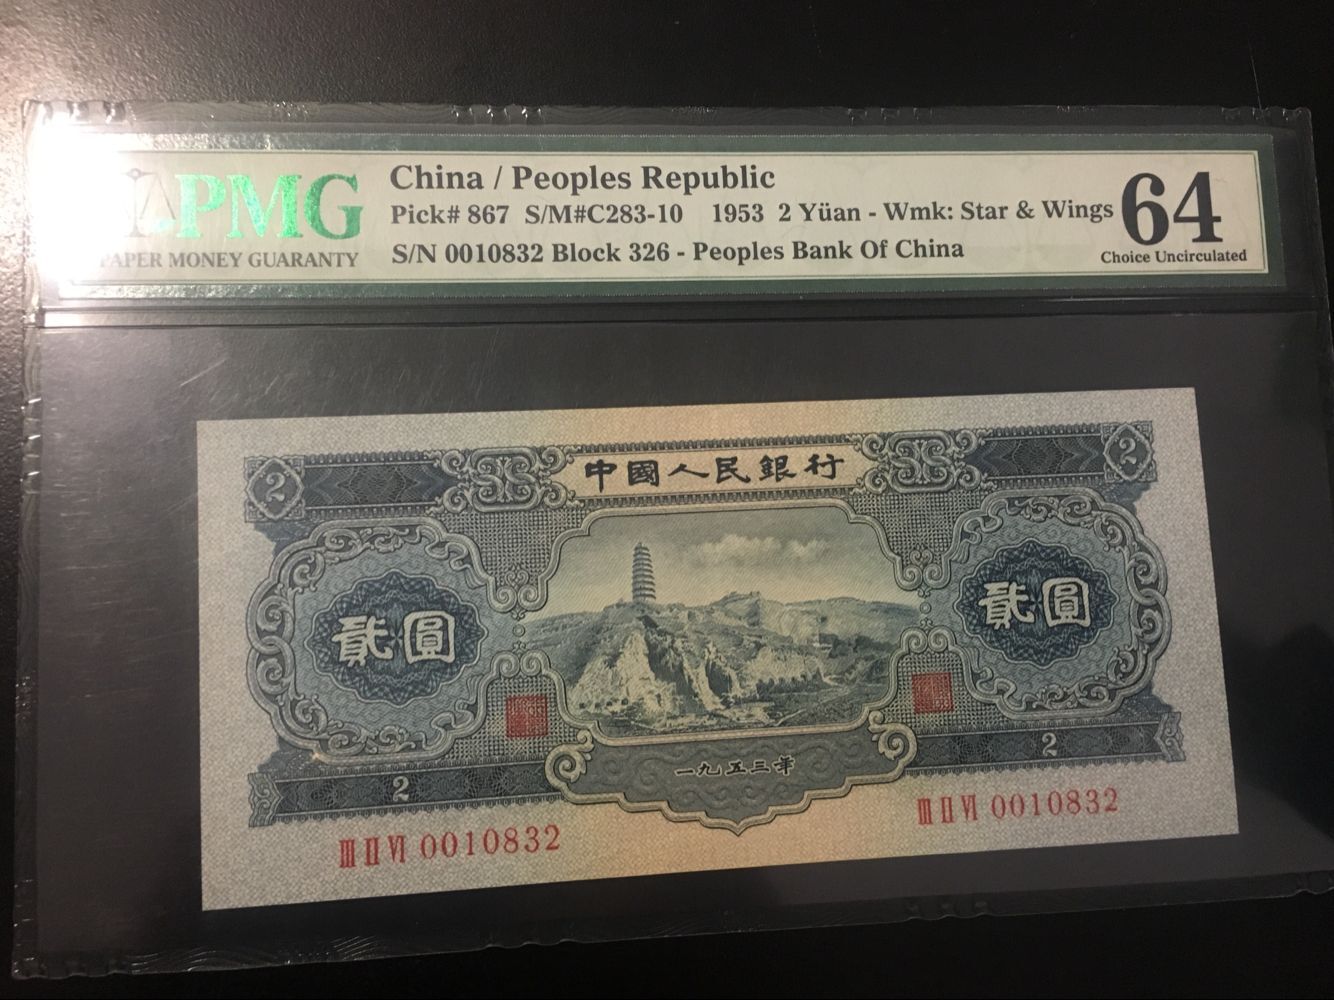 PMG
PAPER MONEY GUARANTY
China / Peoples Republic
Pick# 867 S/M#C283-10 1953 2 Yüan - Wmk: Star & Wings
S/N 0010832 Block 326 - Peoples Bank Of China
64
Choice Uncirculated
2
中國人民銀行
2
貳圓
貳圓
一九五三年
2
2
III II VI 0010832
III II VI 0010832